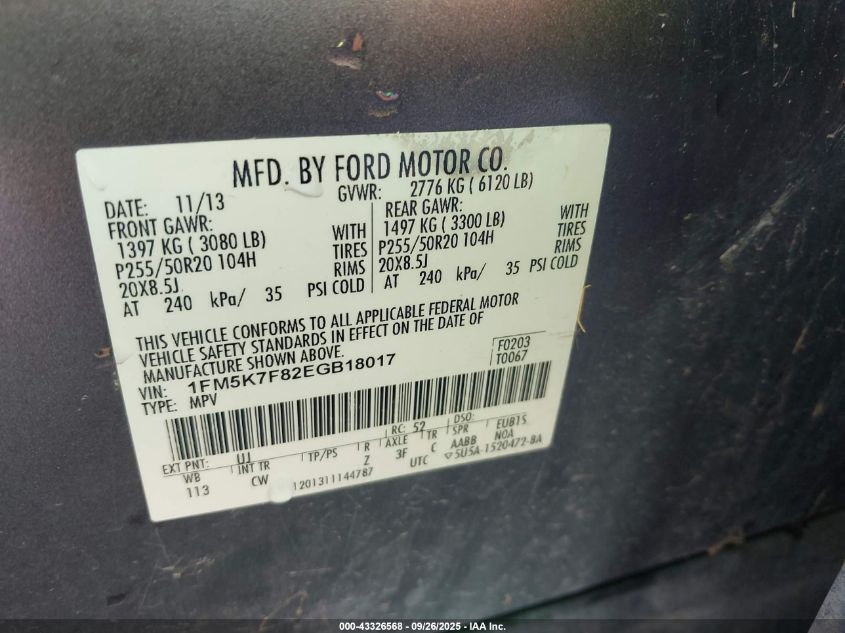 MFD. BY FORD MOTOR CO.
DATE: 11/13 GVWR: 2776 KG ( 6120 LB)
FRONT GAWR: REAR GAWR:
1397 KG ( 3080 LB) WITH 1497 KG ( 3300 LB) WITH
P255/50R20 104H TIRES P255/50R20 104H TIRES
20X8.5J RIMS 20X8.5J RIMS
AT 240 kPa/ 35 PSI COLD AT 240 kPa/ 35 PSI COLD
THIS VEHICLE CONFORMS TO ALL APPLICABLE FEDERAL MOTOR
VEHICLE SAFETY STANDARDS IN EFFECT ON THE DATE OF
MANUFACTURE SHOWN ABOVE. F0203
VIN: 1FM5K7F82EGB18017 T0067
TYPE: MPV
RC: 52 DSO:
EXT PNT: UJ TP/PS R AXLE TR SPR EUB15
WB INT TR Z 3F C AABB NOA
113 CW UTC ▽5U5A-1520472-BA
1201311144787
000-43326568 - 09/26/2025 - IAA Inc.